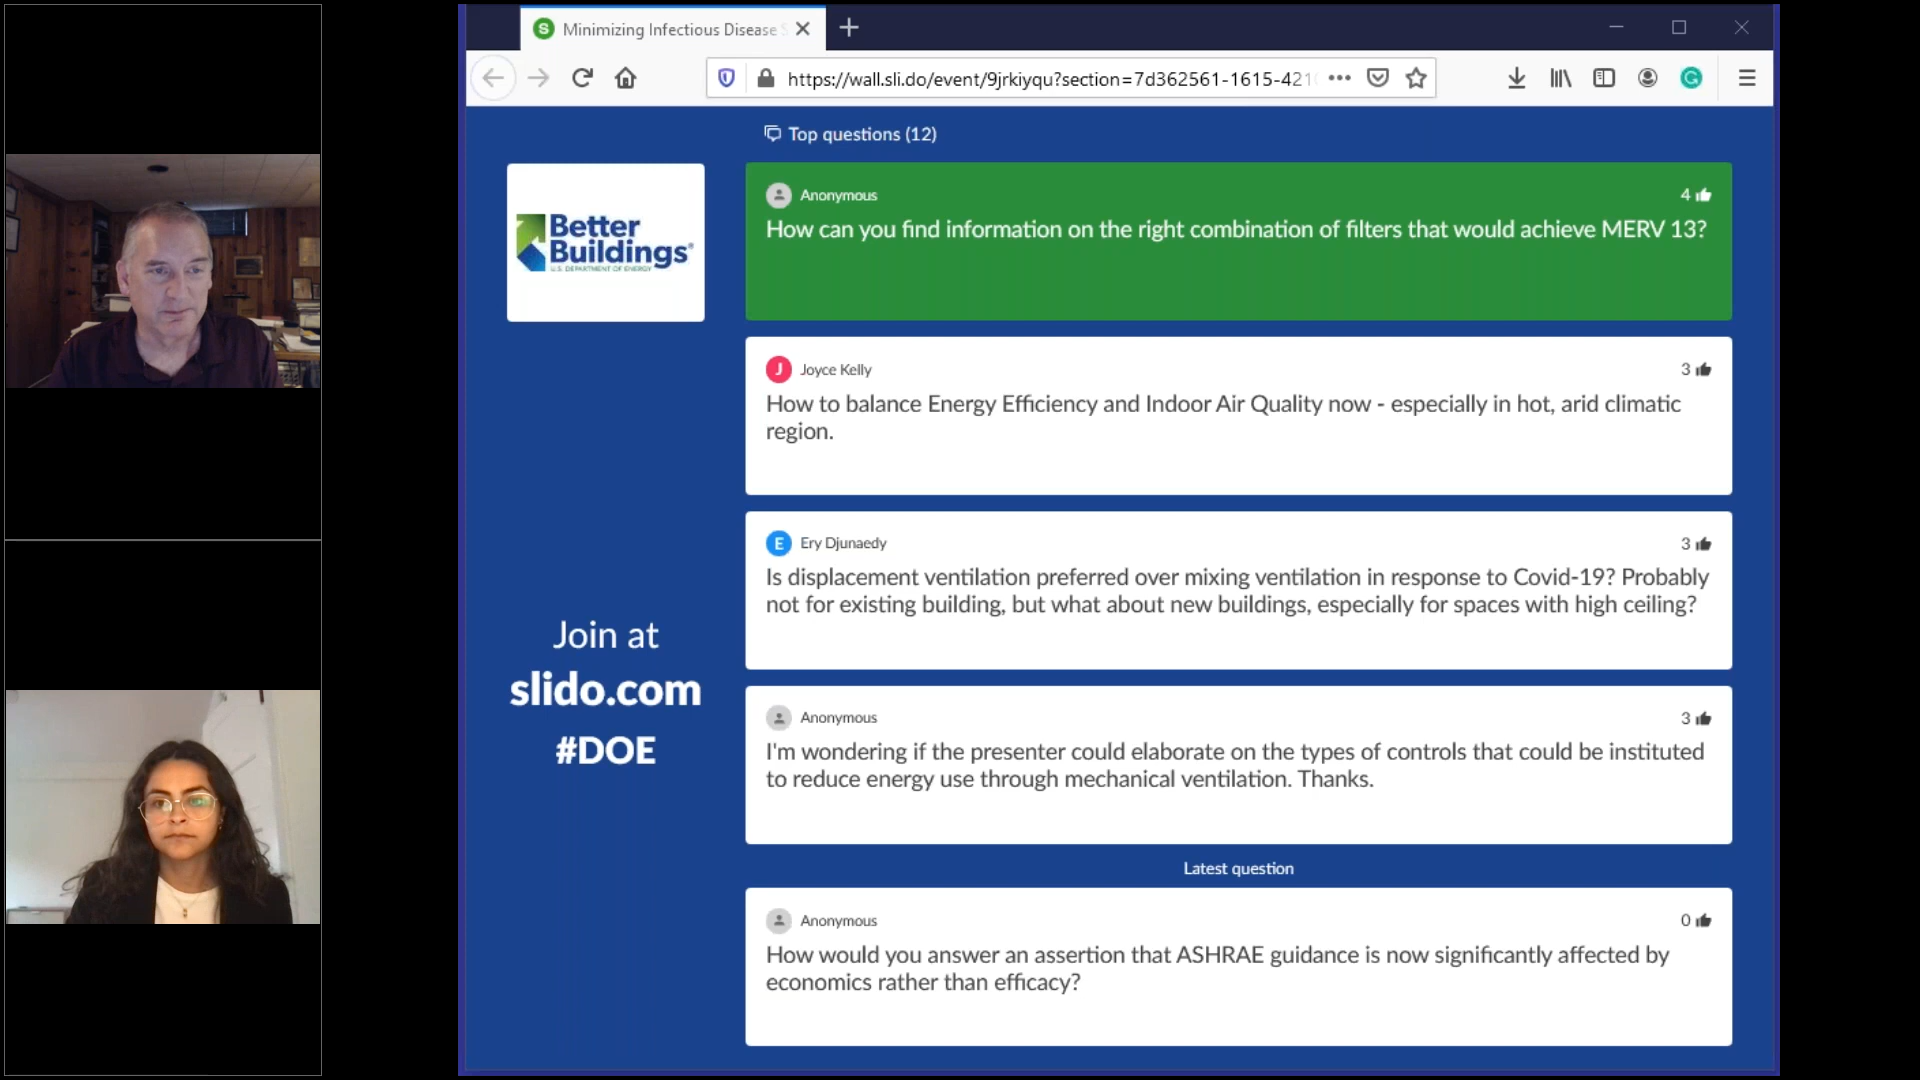 Minimizing Infectious Disease S
https://wall.sli.do/event/9jrkiyqu?section=7d362561-1615-421
Top questions (12)
Better
Buildings®
U.S. DEPARTMENT OF ENERGY
Anonymous
4
How can you find information on the right combination of filters that would achieve MERV 13?
J Joyce Kelly
3
How to balance Energy Efficiency and Indoor Air Quality now - especially in hot, arid climatic
region.
E Ery Djunaedy
3
Is displacement ventilation preferred over mixing ventilation in response to Covid-19? Probably
not for existing building, but what about new buildings, especially for spaces with high ceiling?
Join at
slido.com
#DOE
Anonymous
3
I'm wondering if the presenter could elaborate on the types of controls that could be instituted
to reduce energy use through mechanical ventilation. Thanks.
Latest question
Anonymous
0
How would you answer an assertion that ASHRAE guidance is now significantly affected by
economics rather than efficacy?